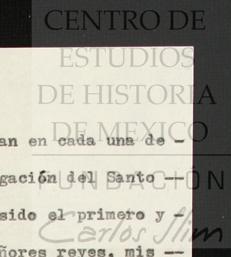 CENTRO DE
ESTUDIOS
DE HISTORIA
DE MEXICO
FUNDACIÓN
Carlos Slim
an en cada una de -
gación del Santo —
sido el primero y -
ñores reyes, mis —